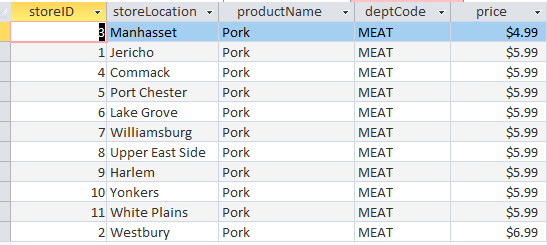 storeID storeLocation productName deptCode price
3 Manhasset Pork MEAT $4.99
1 Jericho Pork MEAT $5.99
4 Commack Pork MEAT $5.99
5 Port Chester Pork MEAT $5.99
6 Lake Grove Pork MEAT $5.99
7 Williamsburg Pork MEAT $5.99
8 Upper East Side Pork MEAT $5.99
9 Harlem Pork MEAT $5.99
10 Yonkers Pork MEAT $5.99
11 White Plains Pork MEAT $5.99
2 Westbury Pork MEAT $6.99